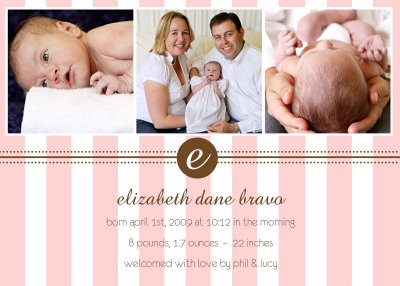 e
elizabeth dane bravo
born april 1st, 2009 at 10:12 in the morning
8 pounds, 1.7 ounces ~ 22 inches
welcomed with love by phil & lucy